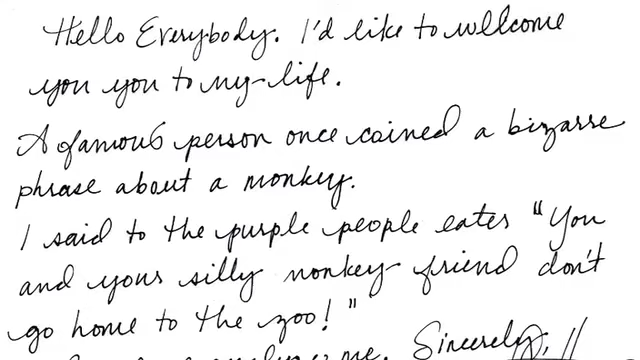 Hello Everybody. I'd like to wellcome
you you to my life.
A famous person once coined a bizarre
phrase about a monkey.
I said to the purple people eater "You
and your silly monkey friend don't
go home to the zoo!"
me. Sincerely,